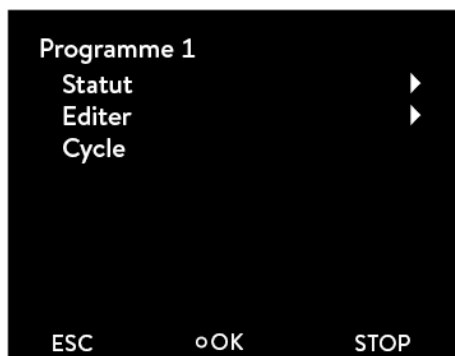 Programme 1
Statut
Editer
Cycle
ESC OK STOP